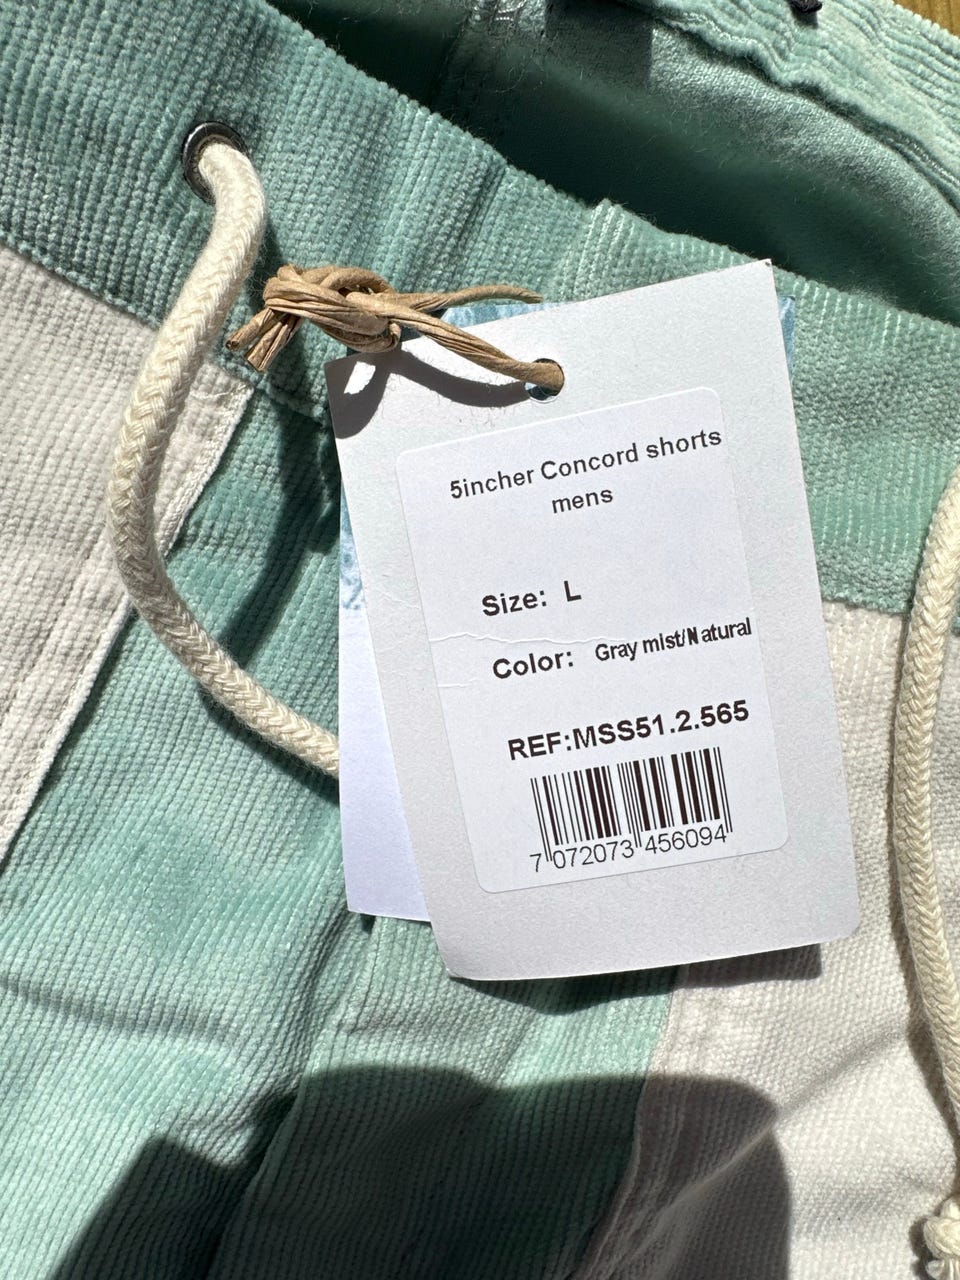 5incher Concord shorts
mens
Size: L
Color: Gray mist/Natural
REF:MSS51.2.565
7 072073 456094